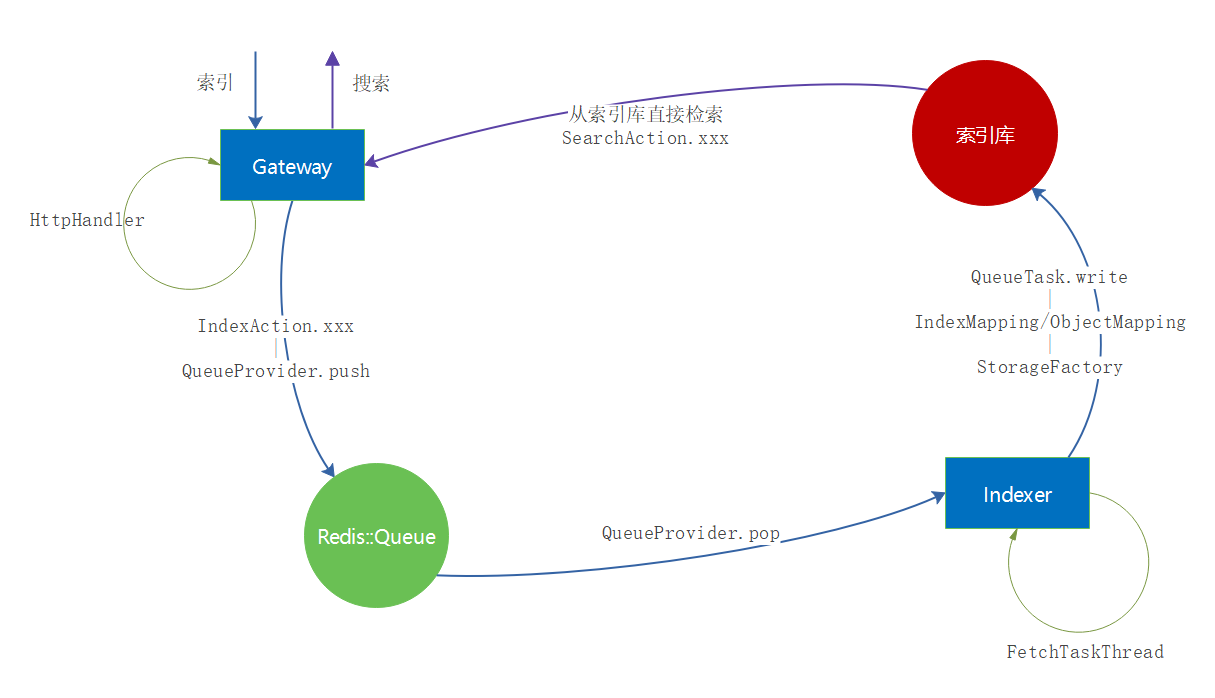 索引
搜索
Gateway
HttpHandler
从索引库直接检索
SearchAction.xxx
索引库
IndexAction.xxx
QueueProvider.push
QueueTask.write
IndexMapping/ObjectMapping
StorageFactory
Redis::Queue
QueueProvider.pop
Indexer
FetchTaskThread